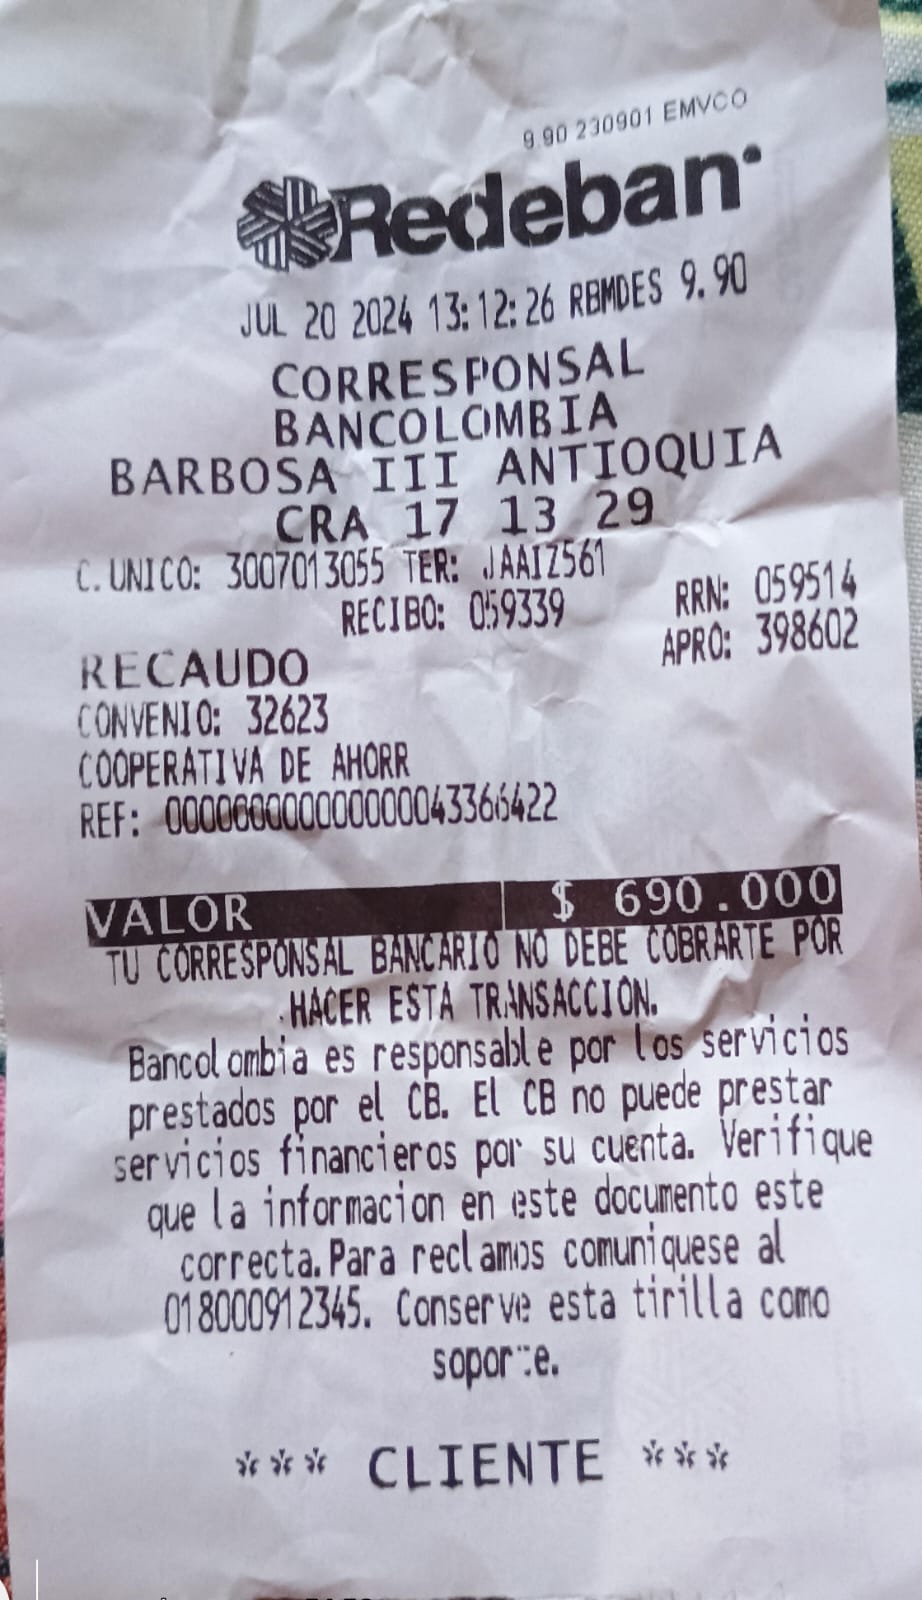 9.90 230901 EMVCO
Redeban
JUL 20 2024 13:12:26 RBMDES 9.90
CORRESPONSAL
BANCOLOMBIA
BARBOSA III ANTIOQUIA
CRA 17 13 29
C.UNICO: 3007013055 TER: JAAIZ561
RECIBO: 059339 RRN: 059514
APRO: 398602
RECAUDO
CONVENIO: 32623
COOPERATIVA DE AHORR
REF: 000000000000000043366422
VALOR $ 690.000
TU CORRESPONSAL BANCARIO NO DEBE COBRARTE POR
HACER ESTA TRANSACCION.
Bancolombia es responsable por los servicios
prestados por el CB. El CB no puede prestar
servicios financieros por su cuenta. Verifique
que la informacion en este documento este
correcta.Para reclamos comuniquese al
018000912345. Conserve esta tirilla como
soporte.
*** CLIENTE ***